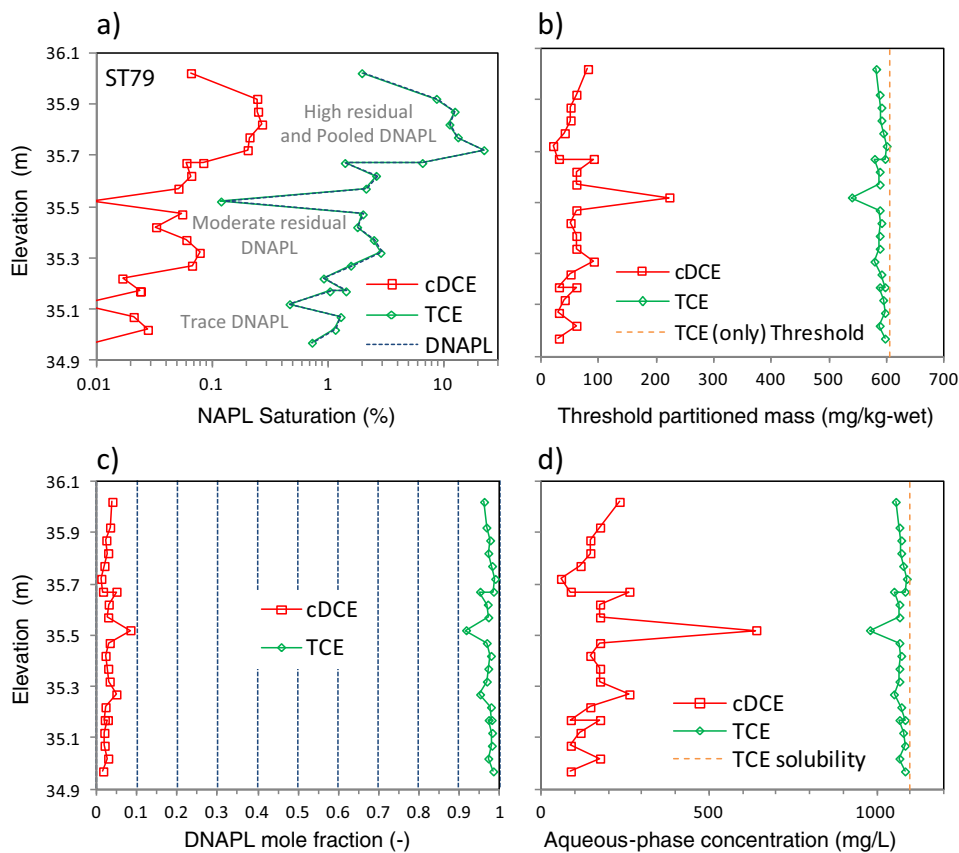 a)
ST79
36.1
35.9
35.7
35.5
35.3
35.1
34.9
Elevation (m)
High residual
and Pooled DNAPL
Moderate residual
DNAPL
Trace DNAPL
cDCE
TCE
DNAPL
0.01
0.1
1
10
NAPL Saturation (%)
b)
cDCE
TCE
TCE (only) Threshold
0
100
200
300
400
500
600
700
Threshold partitioned mass (mg/kg-wet)
c)
36.1
35.9
35.7
35.5
35.3
35.1
34.9
Elevation (m)
cDCE
TCE
0
0.1
0.2
0.3
0.4
0.5
0.6
0.7
0.8
0.9
1
DNAPL mole fraction (-)
d)
cDCE
TCE
TCE solubility
0
500
1000
Aqueous-phase concentration (mg/L)